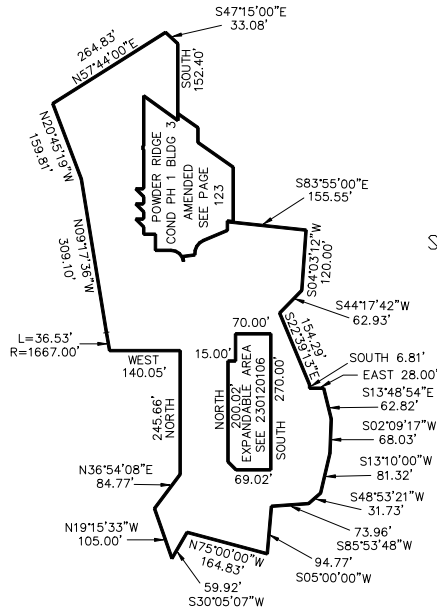 S47°15'00"E
33.08'
264.83'
N57°44'00"E
SOUTH
152.40'
N20°45'19"W
159.81'
POWDER RIDGE
COND PH 1 BLDG 3
AMENDED
SEE PAGE
123
S83°55'00"E
155.55'
N09°17'36"W
309.10'
S04°03'12"W
120.00'
S
S44°17'42"W
62.93'
L=36.53'
R=1667.00'
WEST
140.05'
70.00'
15.00'
154.29'
S22°39'13"E
SOUTH 6.81'
EAST 28.00'
S13°48'54"E
62.82'
245.66'
NORTH
NORTH
200.02'
EXPANDABLE AREA
SEE 230120106
SOUTH
270.00'
S02°09'17"W
68.03'
S13°10'00"W
81.32'
N36°54'08"E
84.77'
69.02'
S48°53'21"W
31.73'
N19°15'33"W
105.00'
N75°00'00"W
164.83'
73.96'
S85°53'48"W
94.77'
S05°00'00"W
59.92'
S30°05'07"W